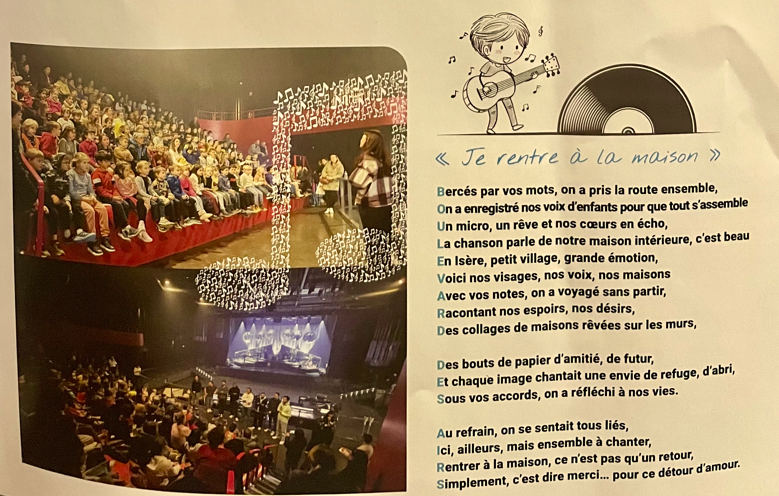 « Je rentre à la maison »
Bercés par vos mots, on a pris la route ensemble,
On a enregistré nos voix d'enfants pour que tout s'assemble
Un micro, un rêve et nos cœurs en écho,
La chanson parle de notre maison intérieure, c'est beau
En Isère, petit village, grande émotion,
Voici nos visages, nos voix, nos maisons
Avec vos notes, on a voyagé sans partir,
Racontant nos espoirs, nos désirs,
Des collages de maisons rêvées sur les murs,
Des bouts de papier d'amitié, de futur,
Et chaque image chantait une envie de refuge, d'abri,
Sous vos accords, on a réfléchi à nos vies.
Au refrain, on se sentait tous liés,
Ici, ailleurs, mais ensemble à chanter,
Rentrer à la maison, ce n'est pas qu'un retour,
Simplement, c'est dire merci... pour ce détour d'amour.